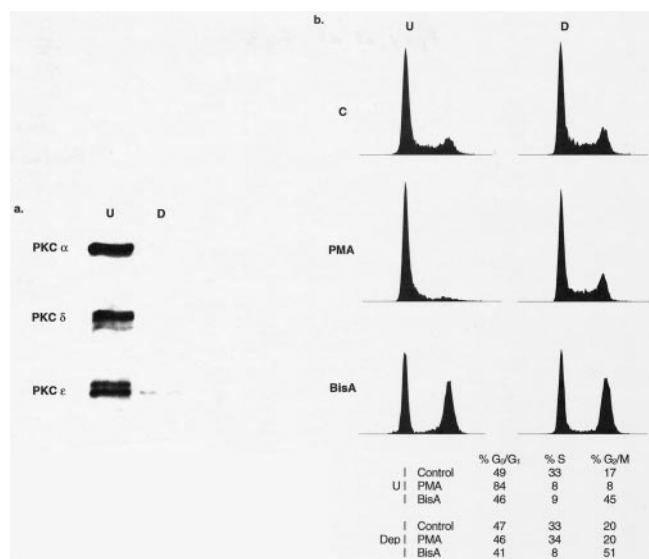 b.
U D
C
a.
U D
PKC α
PMA
PKC δ
PKC ε
BisA
% G₀/G₁ % S % G₂/M
Control 49 33 17
U PMA 84 8 8
BisA 46 9 45
Control 47 33 20
Dep PMA 46 34 20
BisA 41 8 51